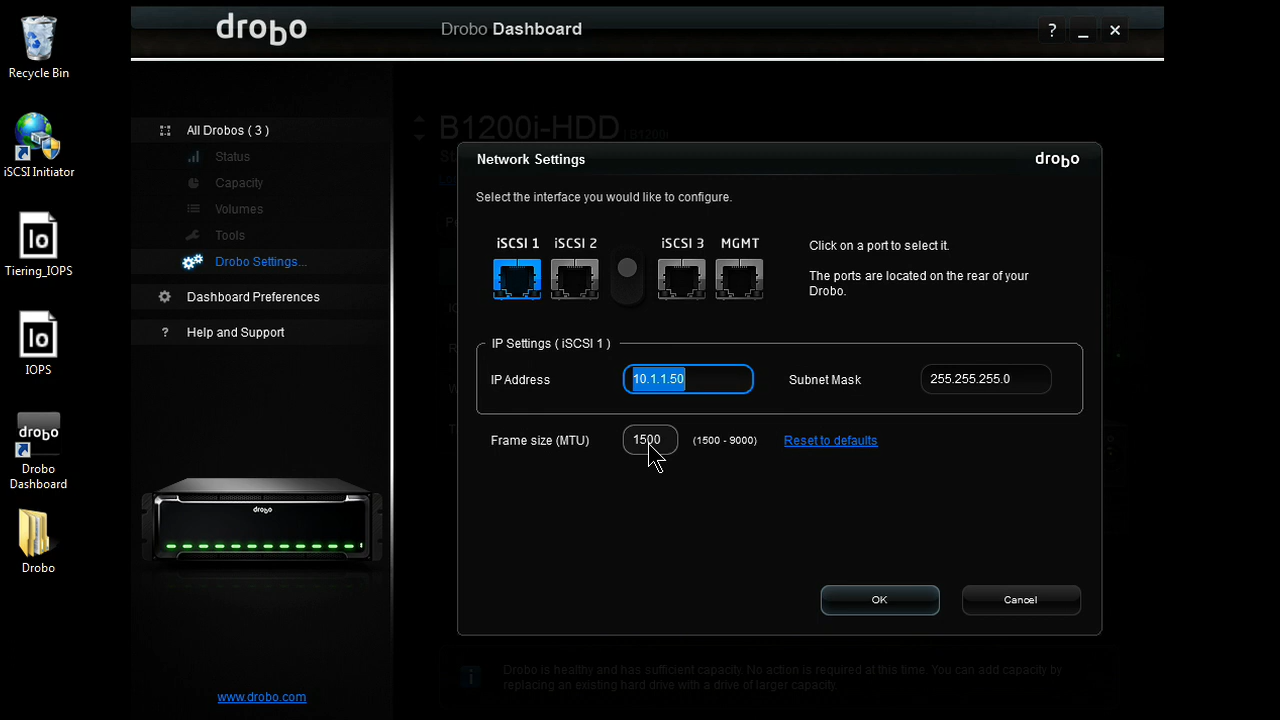 Recycle Bin
iSCSI Initiator
Io
Tiering_IOPS
Io
IOPS
drobo
Drobo
Dashboard
Drobo
drobo
Drobo Dashboard
?
All Drobos ( 3 )
Status
Capacity
Volumes
Tools
Drobo Settings...
Dashboard Preferences
? Help and Support
drobo
www.drobo.com
B1200i-HDD (B1200i)
Network Settings
drobo
Select the interface you would like to configure.
iSCSI 1 iSCSI 2 iSCSI 3 MGMT
Click on a port to select it.
The ports are located on the rear of your
Drobo.
IP Settings ( iSCSI 1 )
IP Address 10.1.1.50 Subnet Mask 255.255.255.0
Frame size (MTU) 1500 (1500 - 9000) Reset to defaults
OK Cancel
Drobo is healthy and has sufficient capacity. No action is required at this time. You can add capacity by
replacing an existing hard drive with a drive of larger capacity.